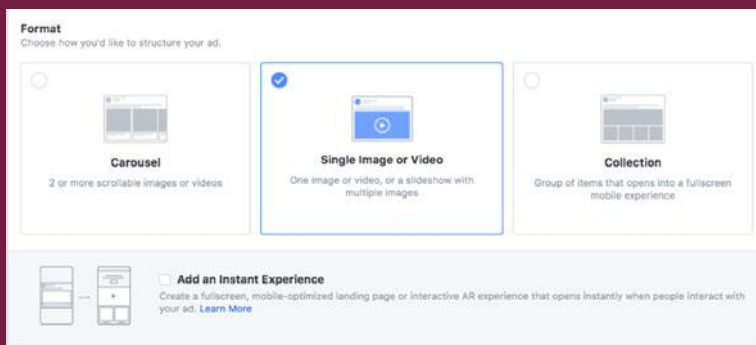 Format
Choose how you'd like to structure your ad.
Carousel
2 or more scrollable images or videos
Single Image or Video
One image or video, or a slideshow with
multiple images
Collection
Group of items that opens into a fullscreen
mobile experience
Add an Instant Experience
Create a fullscreen, mobile-optimized landing page or interactive AR experience that opens instantly when people interact with
your ad. Learn More